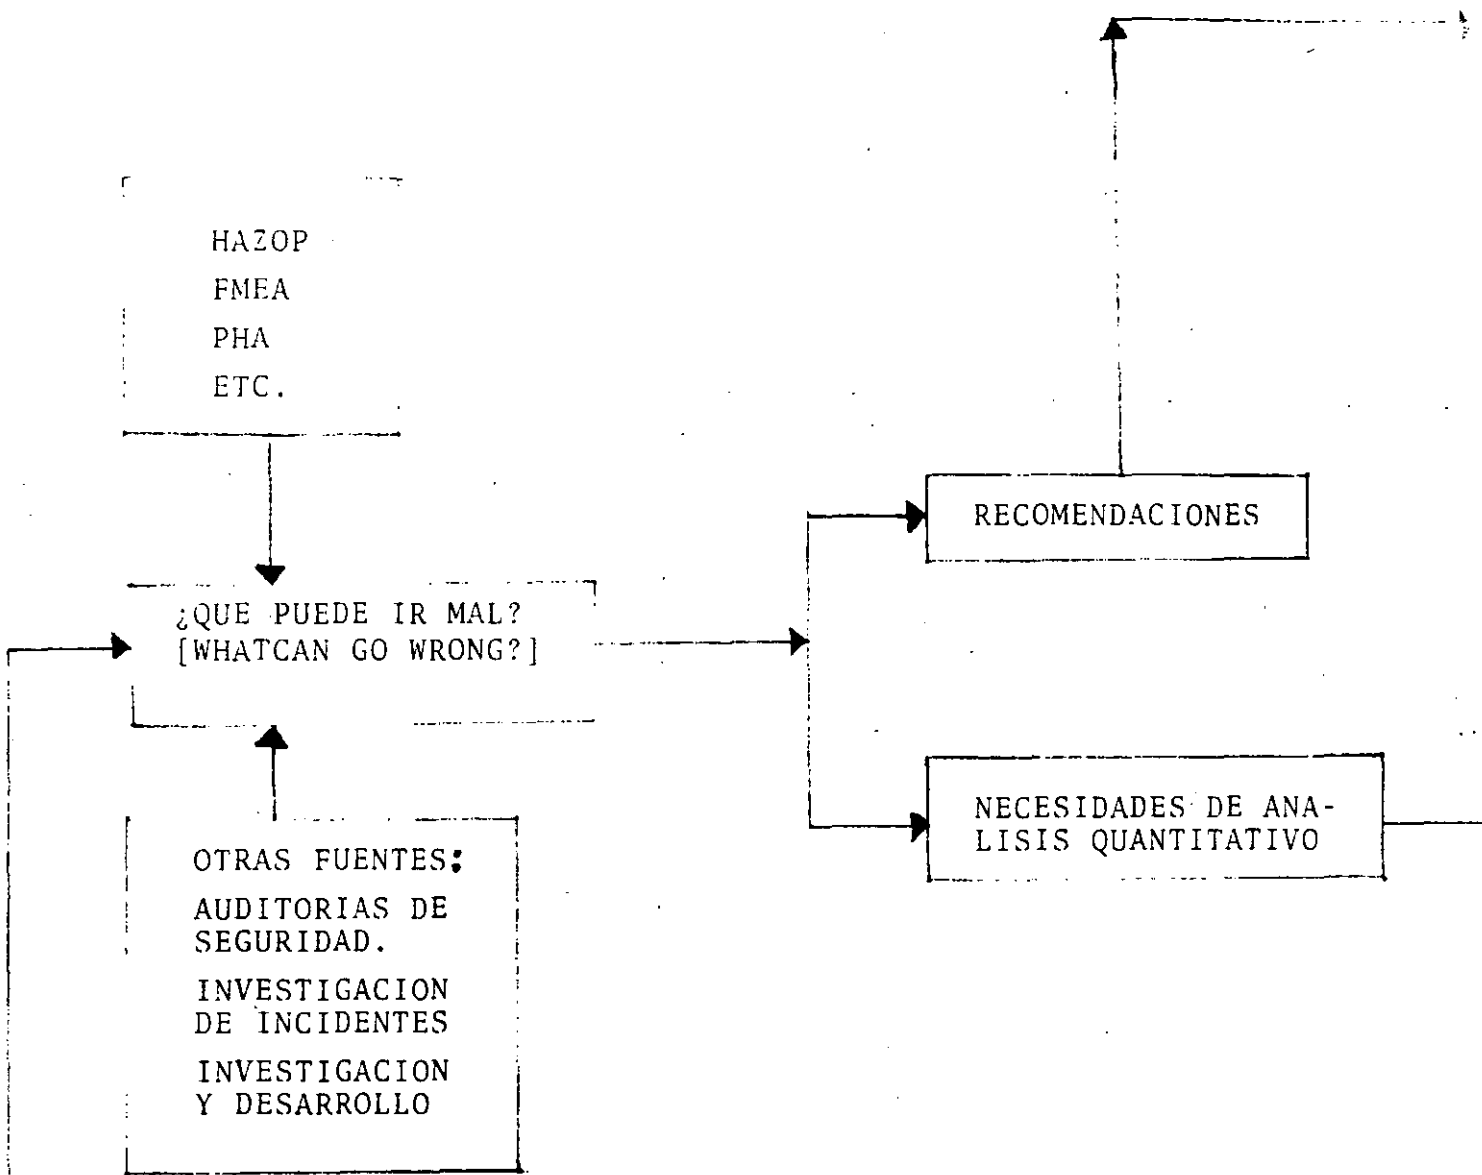 HAZOP
FMEA
PHA
ETC.
RECOMENDACIONES
¿QUE PUEDE IR MAL?
[WHATCAN GO WRONG?]
NECESIDADES DE ANA-
LISIS QUANTITATIVO
OTRAS FUENTES:
AUDITORIAS DE
SEGURIDAD.
INVESTIGACION
DE INCIDENTES
INVESTIGACION
Y DESARROLLO